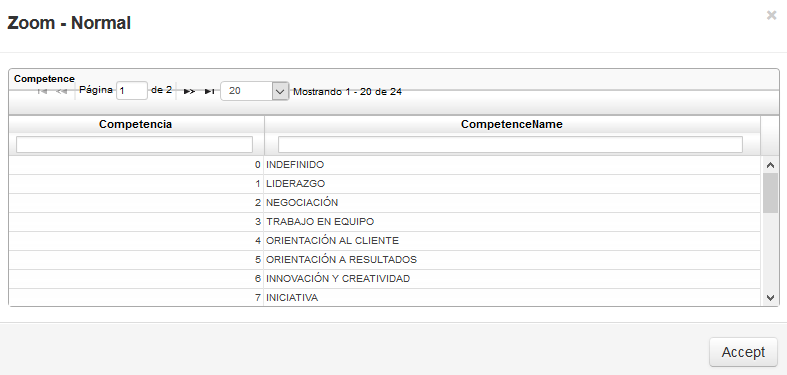 Zoom - Normal
×
Competence
Página 1 de 2 20 Mostrando 1 - 20 de 24
Competencia CompetenceName
0 INDEFINIDO
1 LIDERAZGO
2 NEGOCIACIÓN
3 TRABAJO EN EQUIPO
4 ORIENTACIÓN AL CLIENTE
5 ORIENTACIÓN A RESULTADOS
6 INNOVACIÓN Y CREATIVIDAD
7 INICIATIVA
Accept